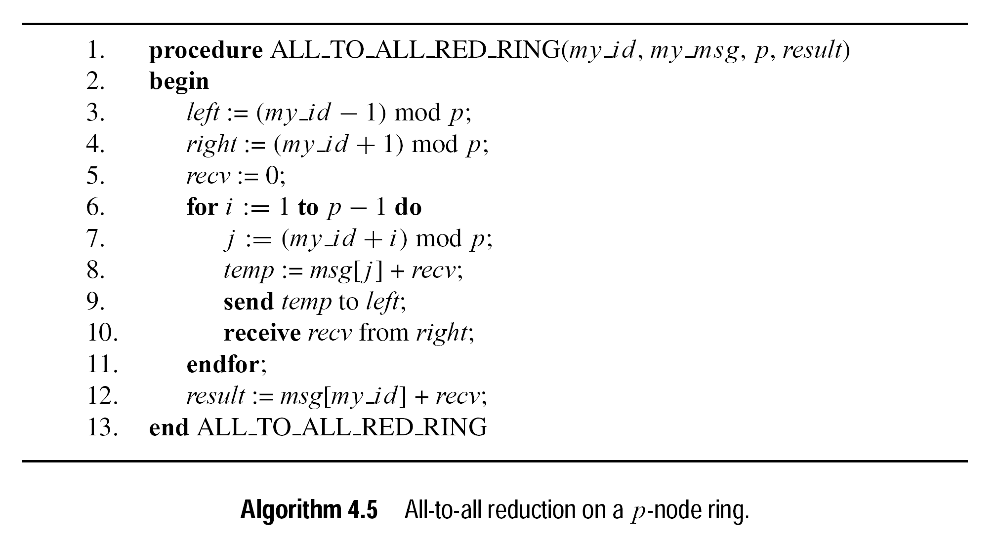 1. procedure ALL_TO_ALL_RED_RING(my_id, my_msg, p, result)
2. begin
3. left := (my_id − 1) mod p;
4. right := (my_id + 1) mod p;
5. recv := 0;
6. for i := 1 to p − 1 do
7. j := (my_id + i) mod p;
8. temp := msg[j] + recv;
9. send temp to left;
10. receive recv from right;
11. endfor;
12. result := msg[my_id] + recv;
13. end ALL_TO_ALL_RED_RING
Algorithm 4.5 All-to-all reduction on a p-node ring.